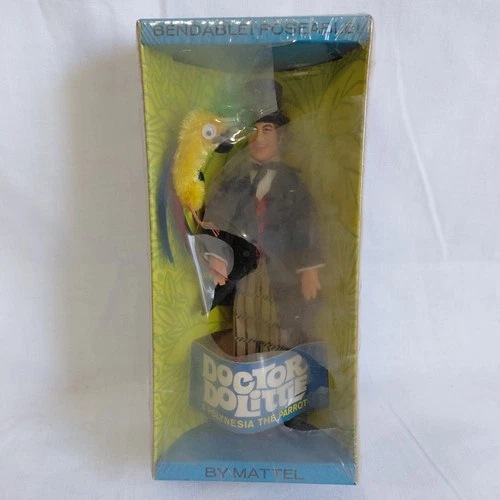 BENDABLE! POSEABLE!
DOCTOR
DOLITTLE
& POLYNESIA THE PARROT
BY MATTEL